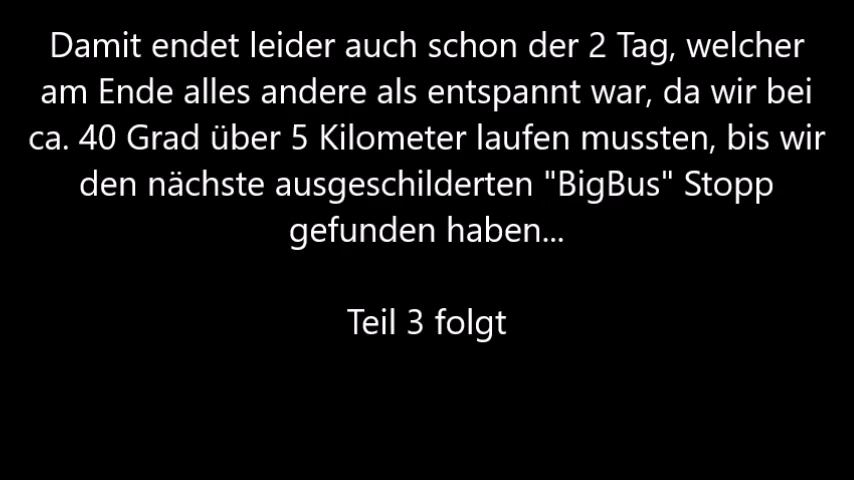 Damit endet leider auch schon der 2 Tag, welcher
am Ende alles andere als entspannt war, da wir bei
ca. 40 Grad über 5 Kilometer laufen mussten, bis wir
den nächste ausgeschilderten "BigBus" Stopp
gefunden haben...
Teil 3 folgt